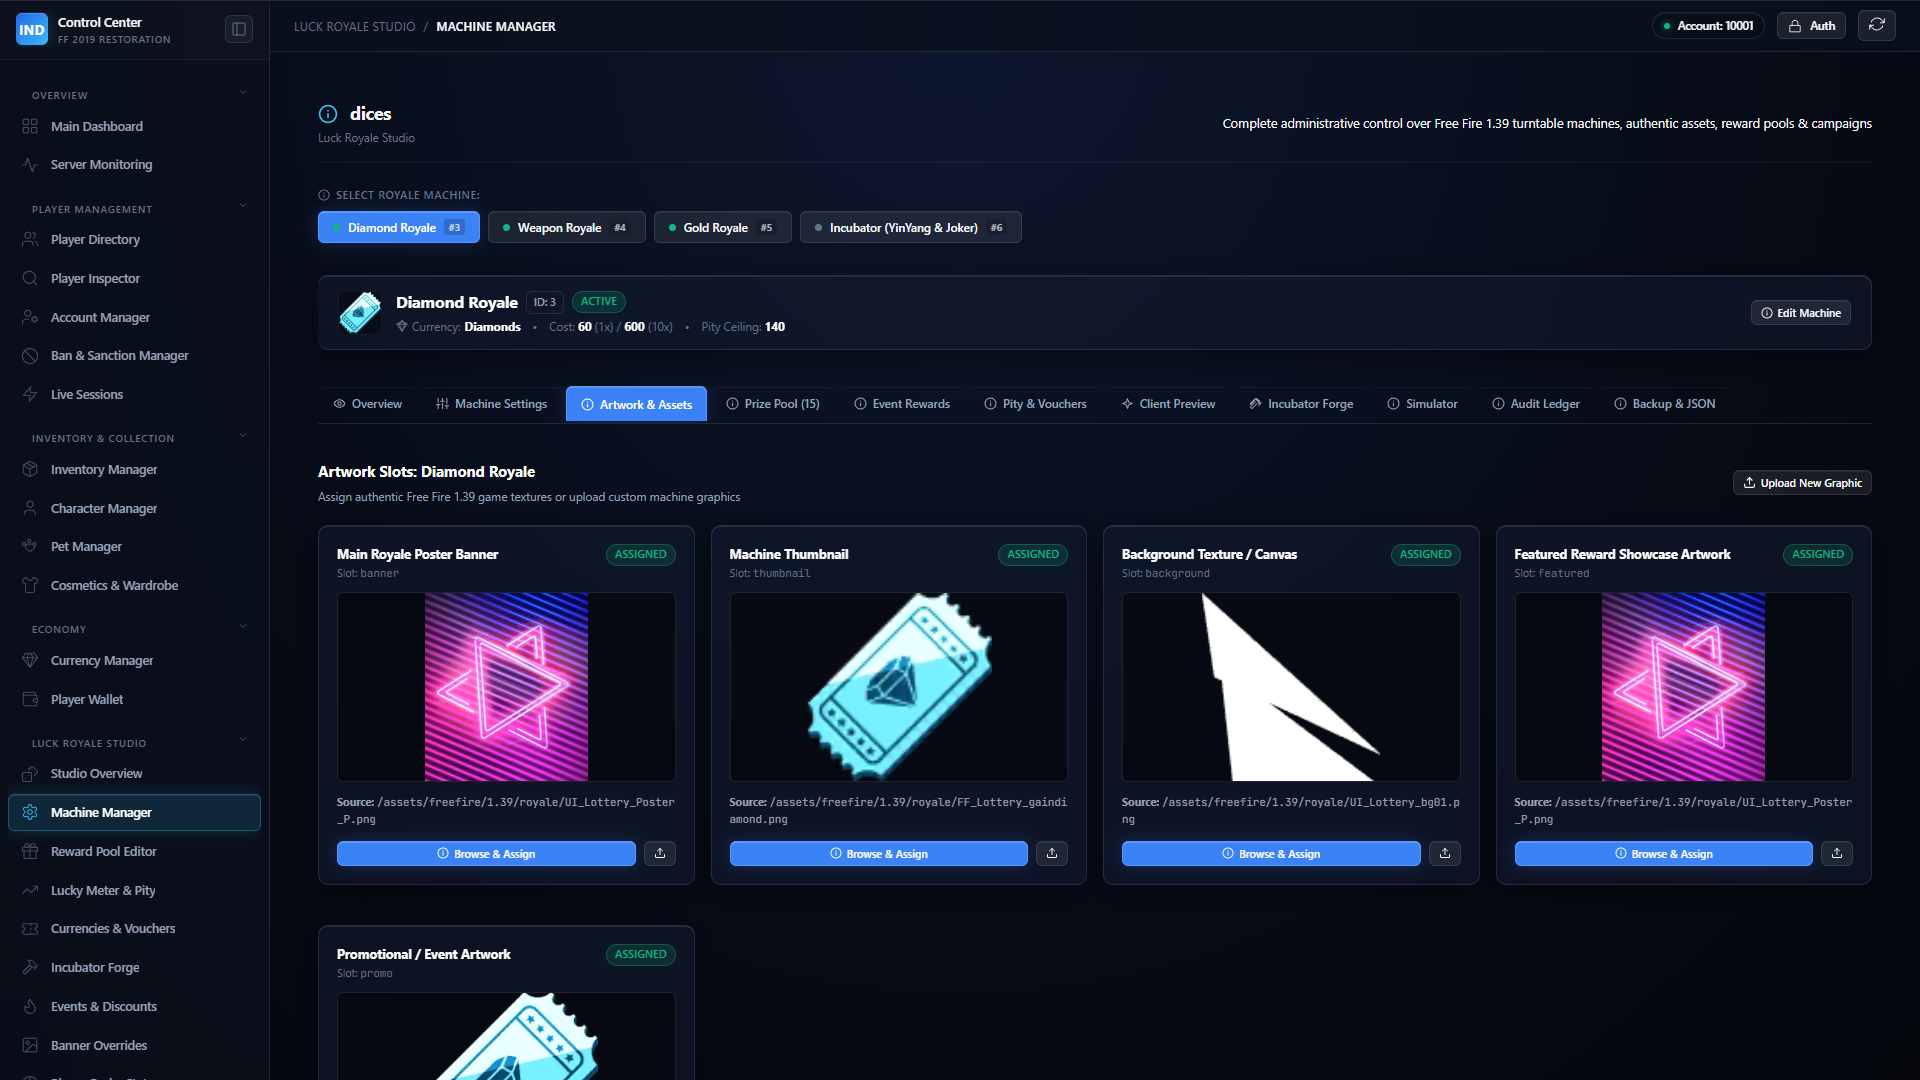 IND
Control Center
FF 2019 RESTORATION
LUCK ROYALE STUDIO / MACHINE MANAGER
Account: 10001
Auth
OVERVIEW
Main Dashboard
Server Monitoring
PLAYER MANAGEMENT
Player Directory
Player Inspector
Account Manager
Ban & Sanction Manager
Live Sessions
INVENTORY & COLLECTION
Inventory Manager
Character Manager
Pet Manager
Cosmetics & Wardrobe
ECONOMY
Currency Manager
Player Wallet
LUCK ROYALE STUDIO
Studio Overview
Machine Manager
Reward Pool Editor
Lucky Meter & Pity
Currencies & Vouchers
Incubator Forge
Events & Discounts
Banner Overrides
dices
Luck Royale Studio
Complete administrative control over Free Fire 1.39 turntable machines, authentic assets, reward pools & campaigns
SELECT ROYALE MACHINE:
Diamond Royale #3
Weapon Royale #4
Gold Royale #5
Incubator (YinYang & Joker) #6
Diamond Royale ID: 3 ACTIVE
Currency: Diamonds • Cost: 60 (1x) / 600 (10x) • Pity Ceiling: 140
Edit Machine
Overview
Machine Settings
Artwork & Assets
Prize Pool (15)
Event Rewards
Pity & Vouchers
Client Preview
Incubator Forge
Simulator
Audit Ledger
Backup & JSON
Artwork Slots: Diamond Royale
Assign authentic Free Fire 1.39 game textures or upload custom machine graphics
Upload New Graphic
Main Royale Poster Banner ASSIGNED
Slot: banner
Source: /assets/freefire/1.39/royale/UI_Lottery_Poster
_P.png
Browse & Assign
Machine Thumbnail ASSIGNED
Slot: thumbnail
Source: /assets/freefire/1.39/royale/FF_Lottery_gaindi
amond.png
Browse & Assign
Background Texture / Canvas ASSIGNED
Slot: background
Source: /assets/freefire/1.39/royale/UI_Lottery_bg01.p
ng
Browse & Assign
Featured Reward Showcase Artwork ASSIGNED
Slot: featured
Source: /assets/freefire/1.39/royale/UI_Lottery_Poster
_P.png
Browse & Assign
Promotional / Event Artwork ASSIGNED
Slot: promo